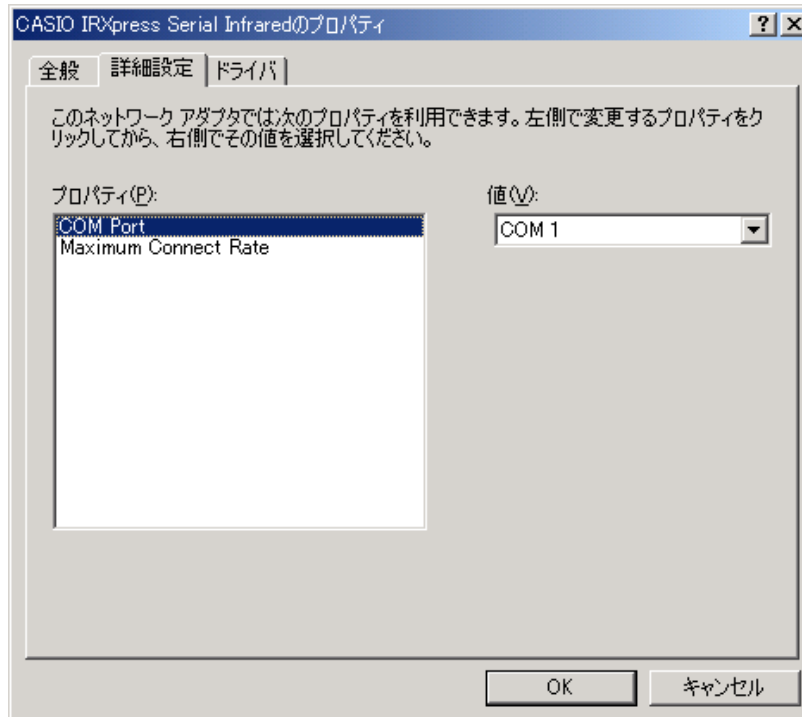 CASIO IRXpress Serial Infraredのプロパティ
全般 詳細設定 ドライバ
このネットワーク アダプタでは次のプロパティを利用できます。左側で変更するプロパティをク
リックしてから、右側でその値を選択してください。
プロパティ(P): 値(V):
COM Port COM 1
Maximum Connect Rate
OK キャンセル